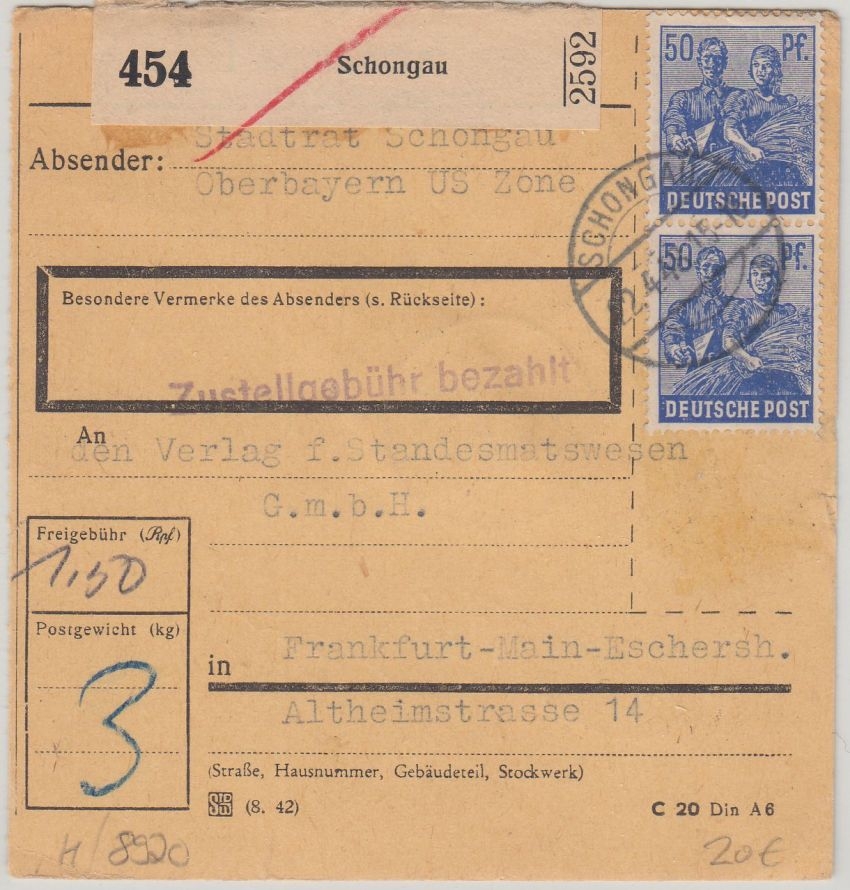 454
Schongau
2592
50 Pf.
DEUTSCHE POST
50 Pf.
DEUTSCHE POST
SCHONGAU
Absender:
Stadtrat Schongau
Oberbayern US Zone
Besondere Vermerke des Absenders (s. Rückseite):
Zustellgebühr bezahlt
An
den Verlag f.Standesmatswesen
G.m.b.H.
Freigebühr (Rpf)
1,50
Postgewicht (kg)
3
in
Frankfurt-Main-Eschersh.
Altheimstrasse 14
(Straße, Hausnummer, Gebäudeteil, Stockwerk)
(8. 42)
C 20 Din A6
H/8920
20€